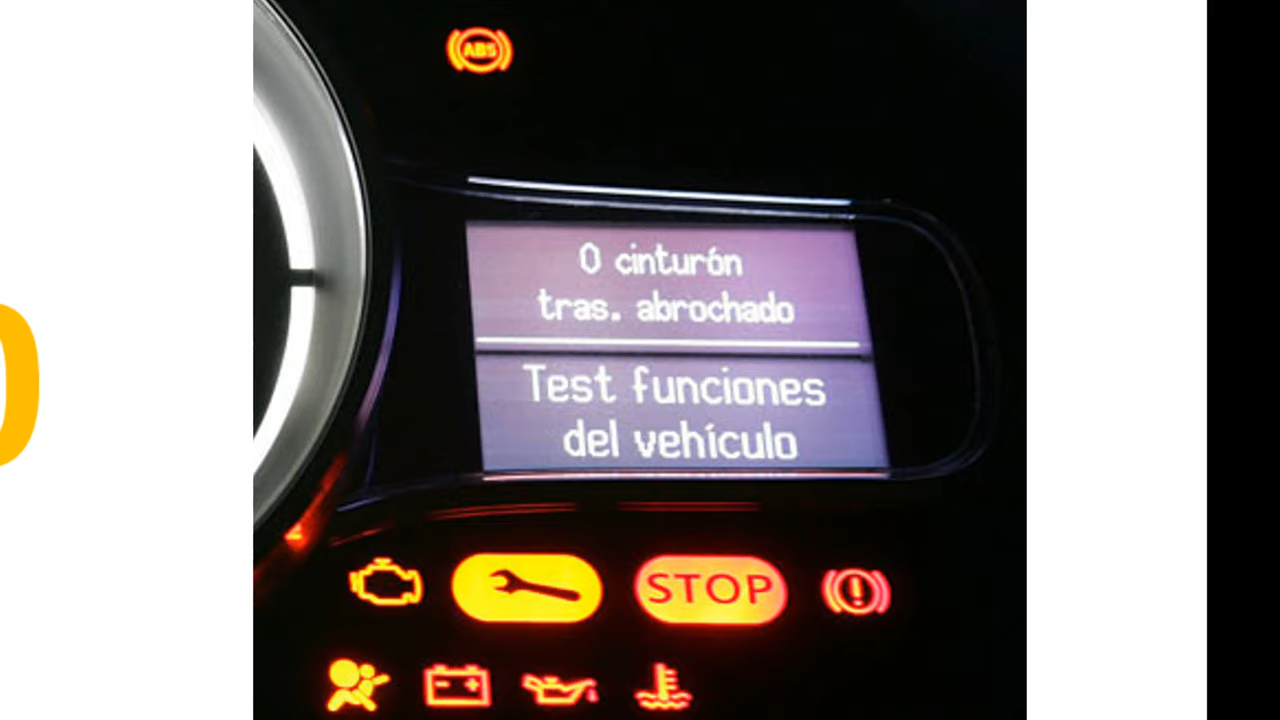 ABS
0 cinturón
tras. abrochado
Test funciones
del vehículo
STOP